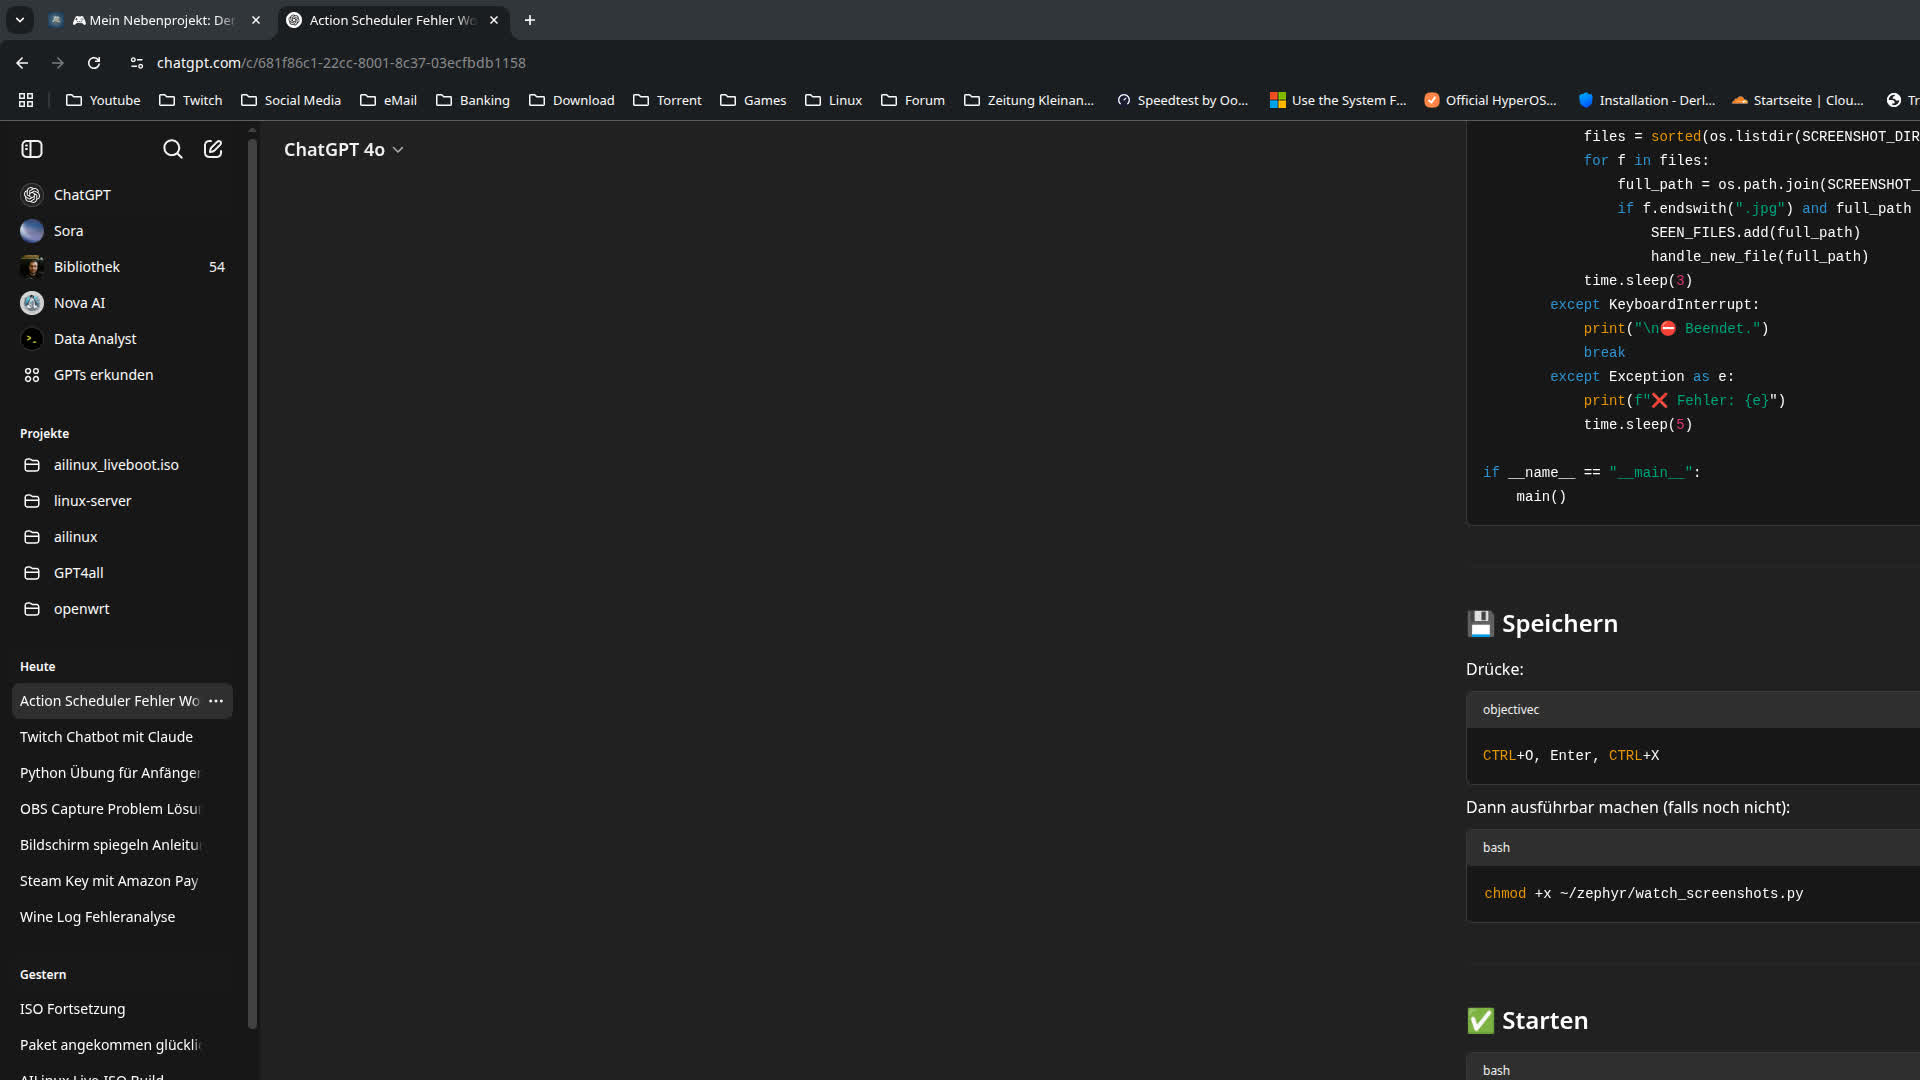 🎮 Mein Nebenprojekt: Der
Action Scheduler Fehler Wo
chatgpt.com/c/681f86c1-22cc-8001-8c37-03ecfbdb1158
Youtube
Twitch
Social Media
eMail
Banking
Download
Torrent
Games
Linux
Forum
Zeitung Kleinan...
Speedtest by Oo...
Use the System F...
Official HyperOS...
Installation - Derl...
Startseite | Clou...
Tr
ChatGPT
Sora
Bibliothek 54
Nova AI
Data Analyst
GPTs erkunden
Projekte
ailinux_liveboot.iso
linux-server
ailinux
GPT4all
openwrt
Heute
Action Scheduler Fehler Wo
Twitch Chatbot mit Claude
Python Übung für Anfänger
OBS Capture Problem Lösu
Bildschirm spiegeln Anleitu
Steam Key mit Amazon Pay
Wine Log Fehleranalyse
Gestern
ISO Fortsetzung
Paket angekommen glückli
AILinux Live ISO Build
ChatGPT 4o
files = sorted(os.listdir(SCREENSHOT_DIR
for f in files:
full_path = os.path.join(SCREENSHOT_
if f.endswith(".jpg") and full_path
SEEN_FILES.add(full_path)
handle_new_file(full_path)
time.sleep(3)
except KeyboardInterrupt:
print("\n⛔ Beendet.")
break
except Exception as e:
print(f"❌ Fehler: {e}")
time.sleep(5)
if __name__ == "__main__":
main()
💾 Speichern
Drücke:
objectivec
CTRL+O, Enter, CTRL+X
Dann ausführbar machen (falls noch nicht):
bash
chmod +x ~/zephyr/watch_screenshots.py
✅ Starten
bash